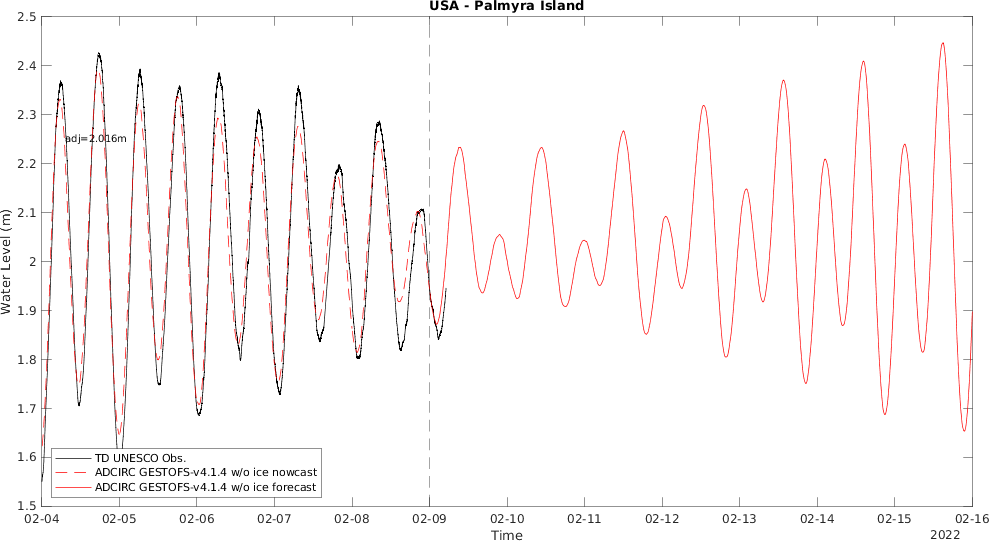 USA - Palmyra Island
2.5
2.4
2.3
2.2
2.1
2
1.9
1.8
1.7
1.6
1.5
Water Level (m)
adj=2.016m
TD UNESCO Obs.
ADCIRC GESTOFS-v4.1.4 w/o ice nowcast
ADCIRC GESTOFS-v4.1.4 w/o ice forecast
02-04 02-05 02-06 02-07 02-08 02-09 02-10 02-11 02-12 02-13 02-14 02-15 02-16
Time
2022